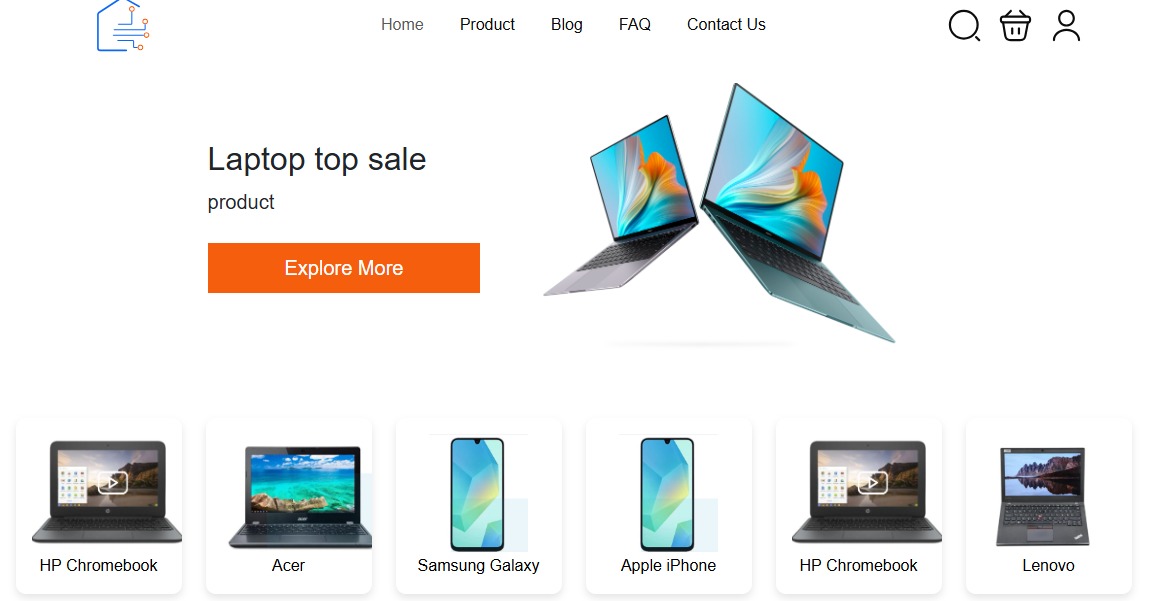 Home Product Blog FAQ Contact Us
Laptop top sale
product
Explore More
HP Chromebook Acer Samsung Galaxy Apple iPhone HP Chromebook Lenovo